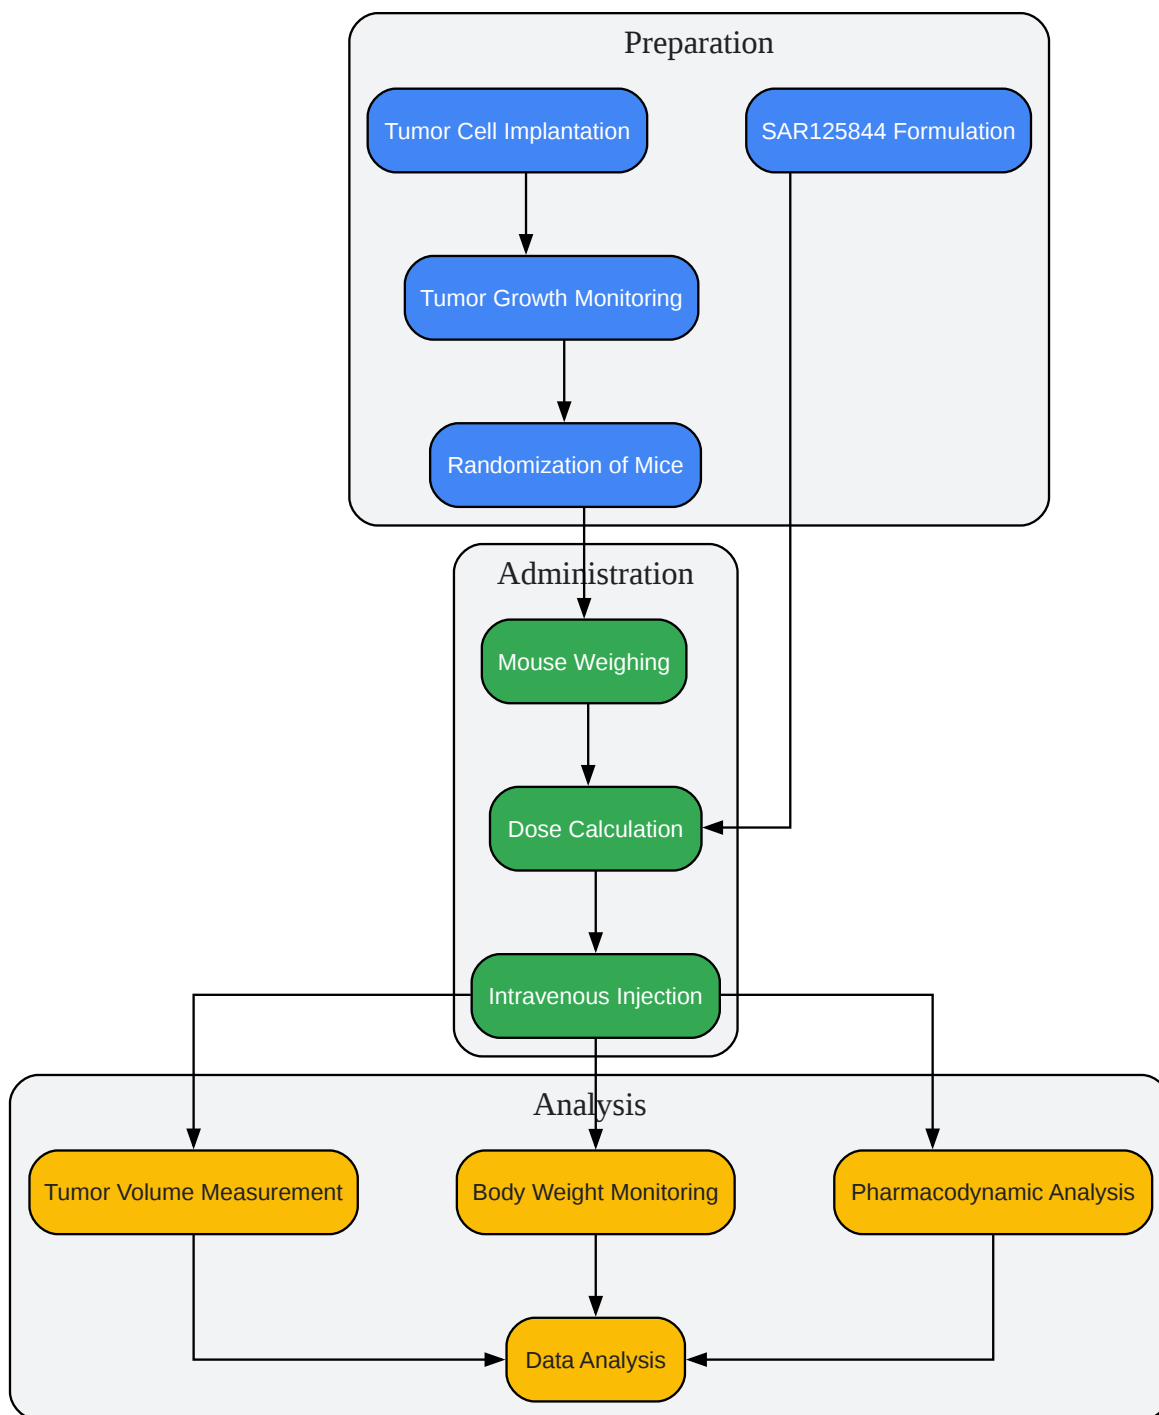 Preparation
Tumor Cell Implantation
SAR125844 Formulation
Tumor Growth Monitoring
Randomization of Mice
Administration
Mouse Weighing
Dose Calculation
Intravenous Injection
Analysis
Tumor Volume Measurement
Body Weight Monitoring
Pharmacodynamic Analysis
Data Analysis